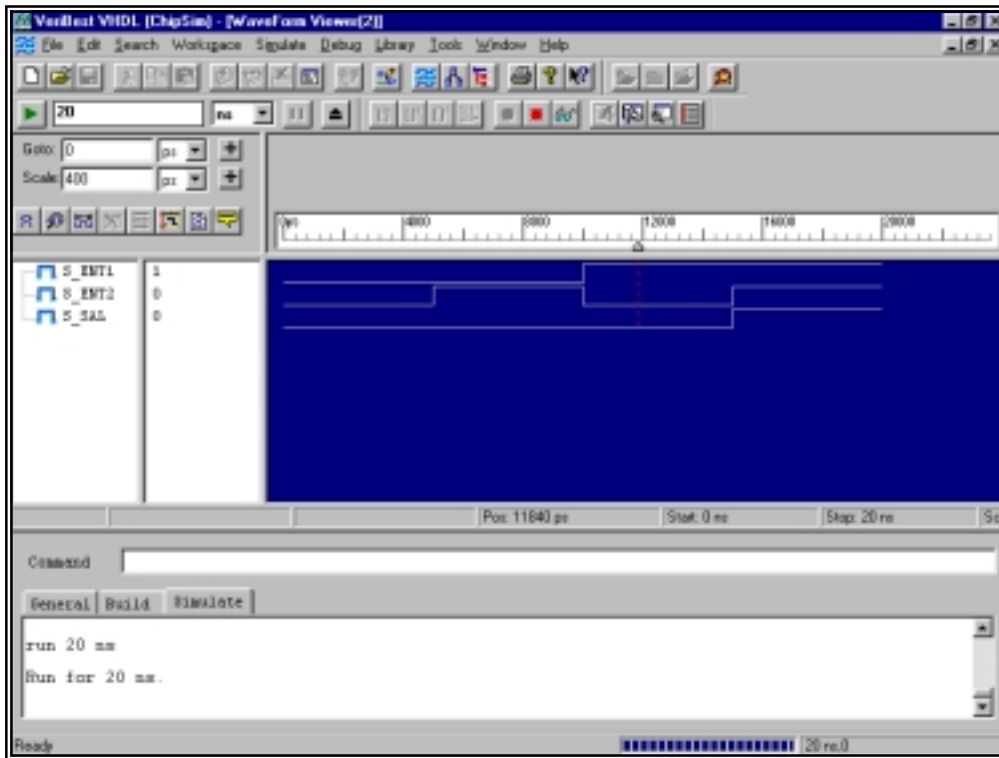 VeriBest VHDL (ChipSim) - [WaveForm Viewer(2)]
File Edit Search Workspace Simulate Debug Library Tools Window Help
20 ns
Goto: 0 ps
Scale: 400 ps
4000 8000 12000 16000 20000
S_ENT1 1
S_ENT2 0
S_SAL 0
Pos: 11840 ps Start: 0 ns Stop: 20 ns Sc
Command
General Build Simulate
run 20 ns
Run for 20 ns.
Ready 20 ns.0